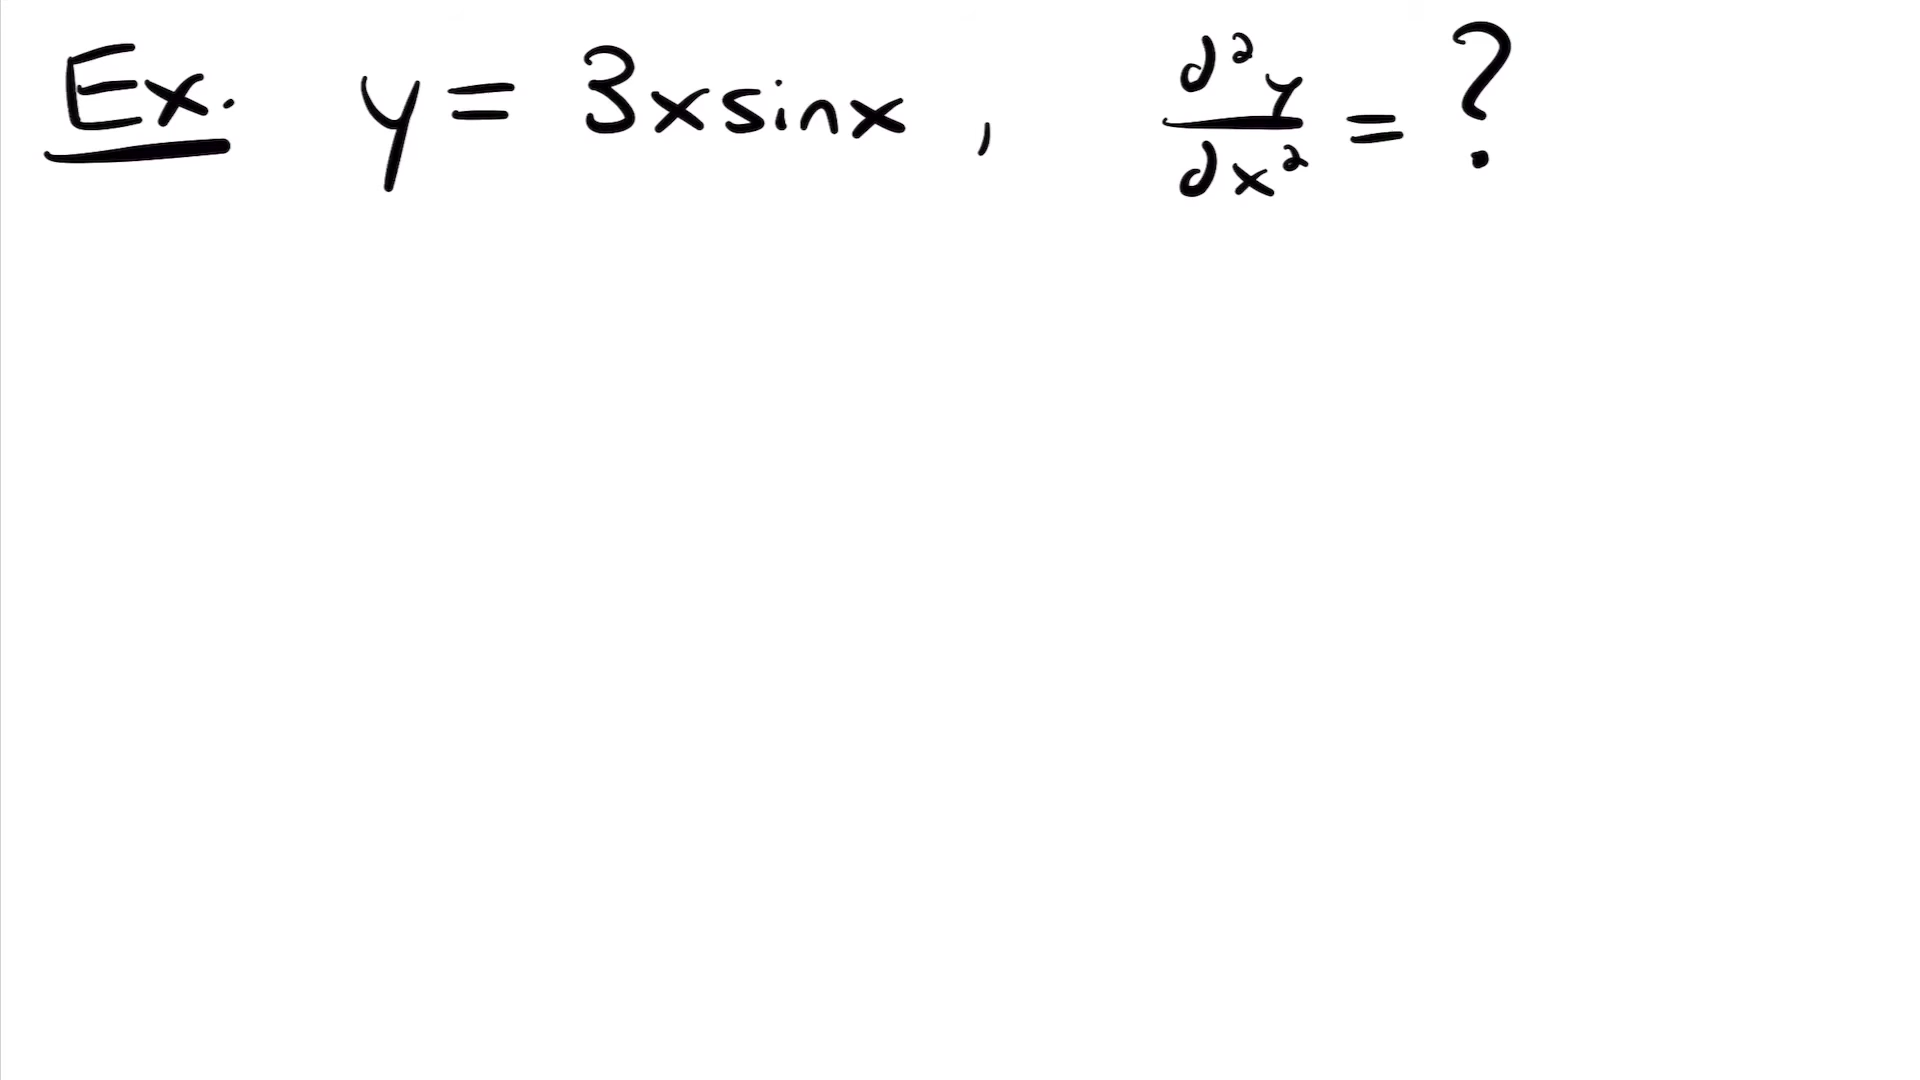 Ex. y = 3xsinx , d²y/dx² = ?